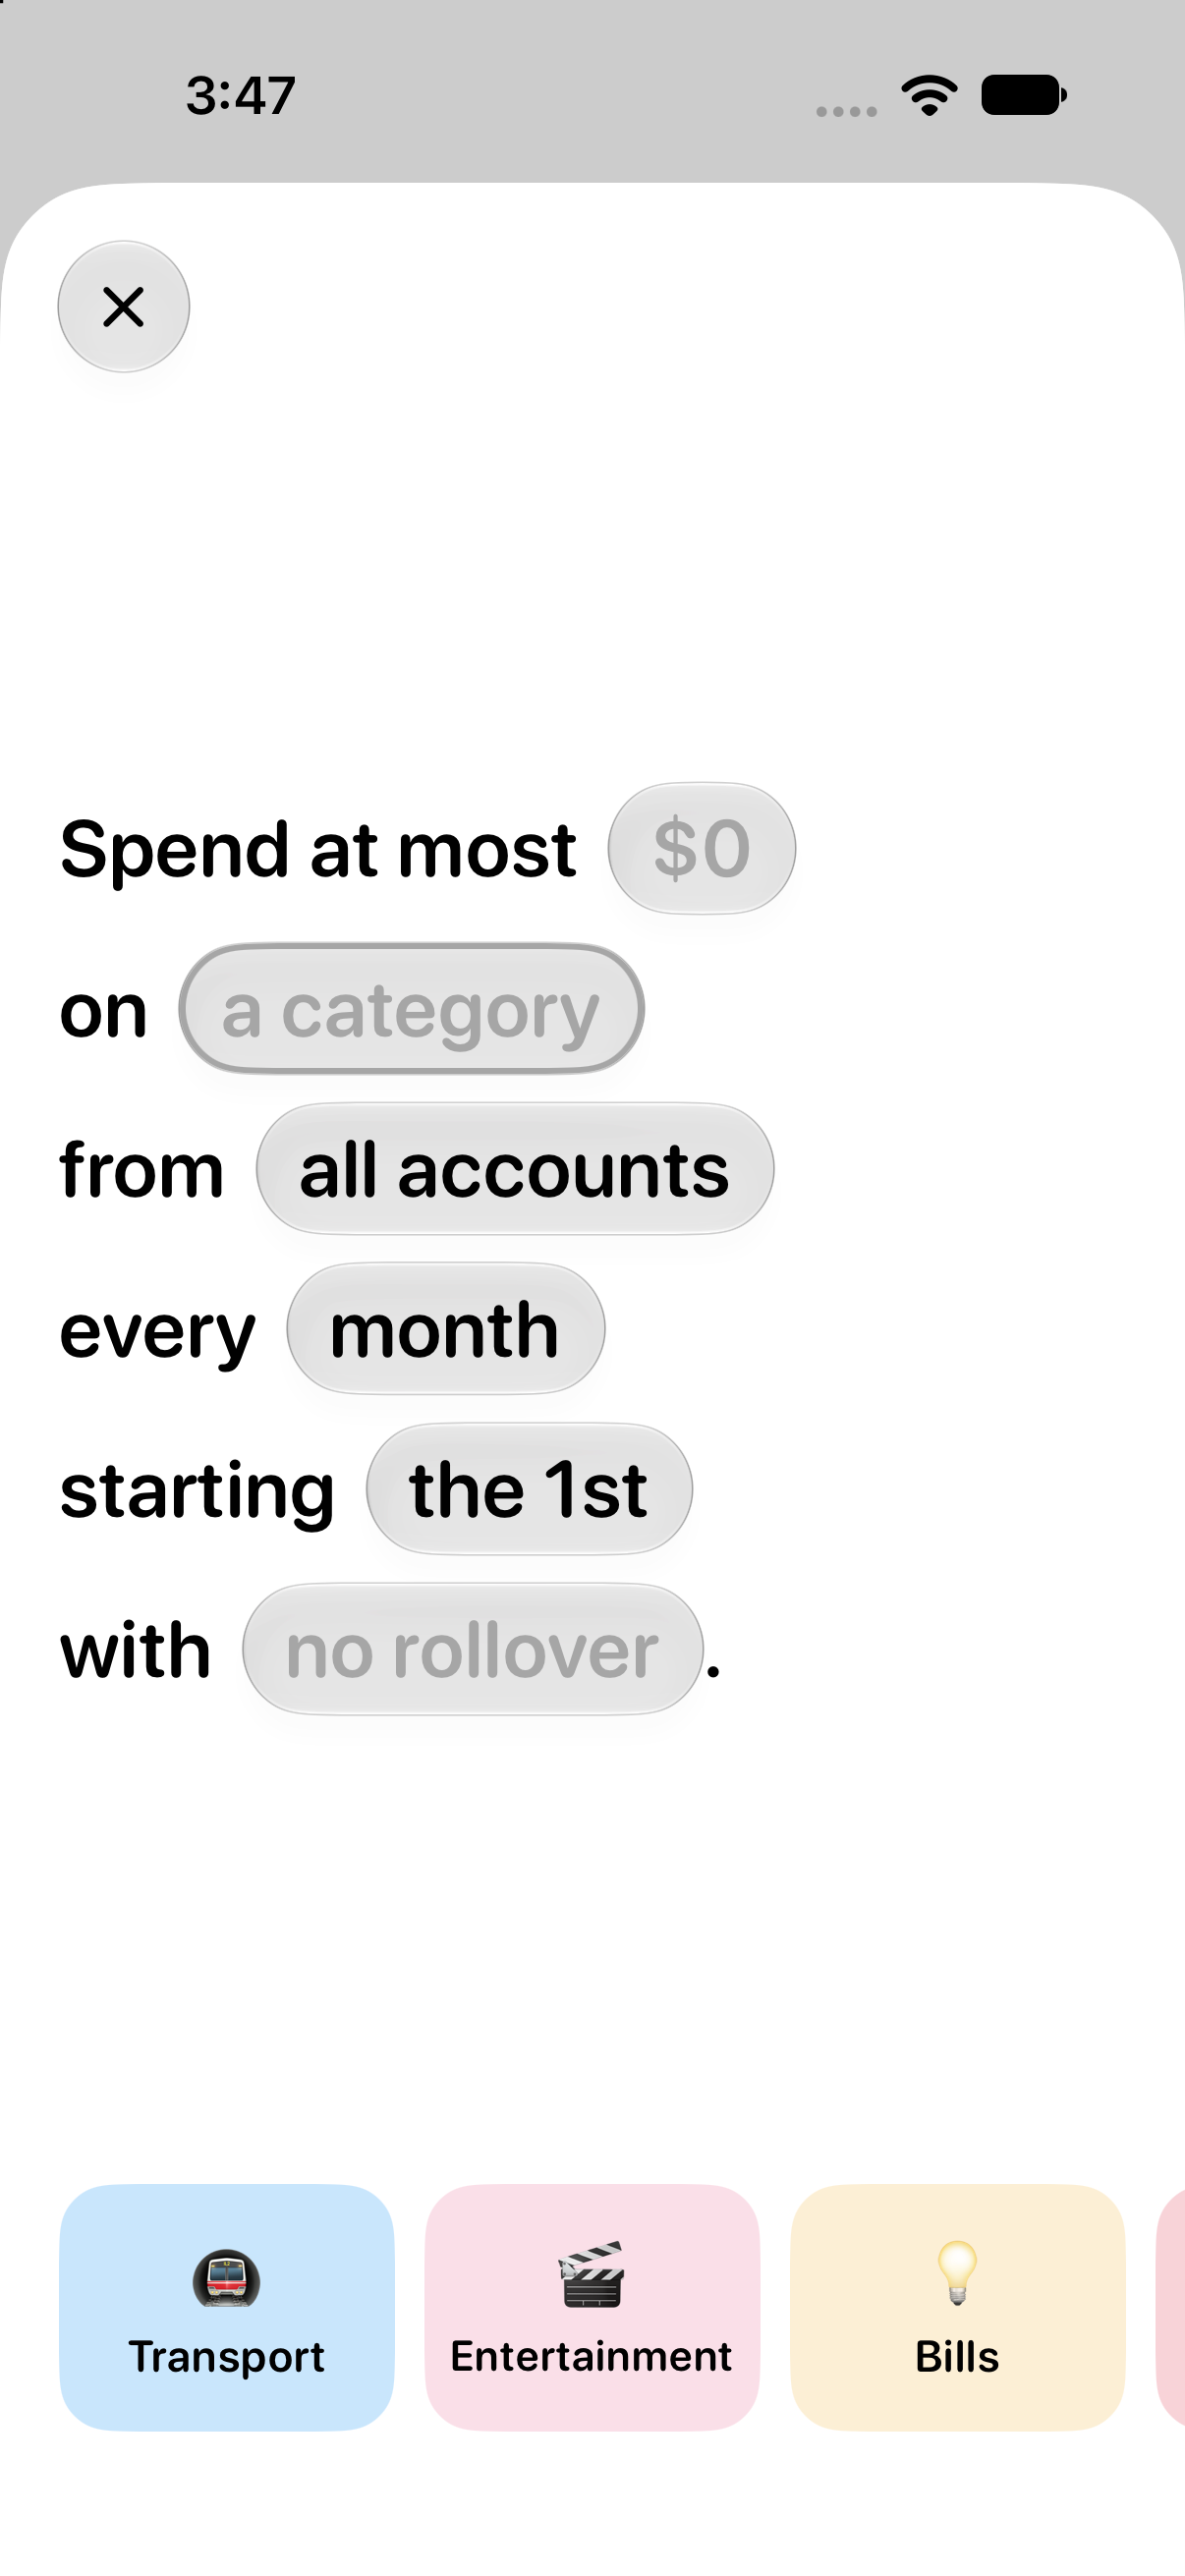 3:47
Spend at most $0
on a category
from all accounts
every month
starting the 1st
with no rollover.
Transport
Entertainment
Bills